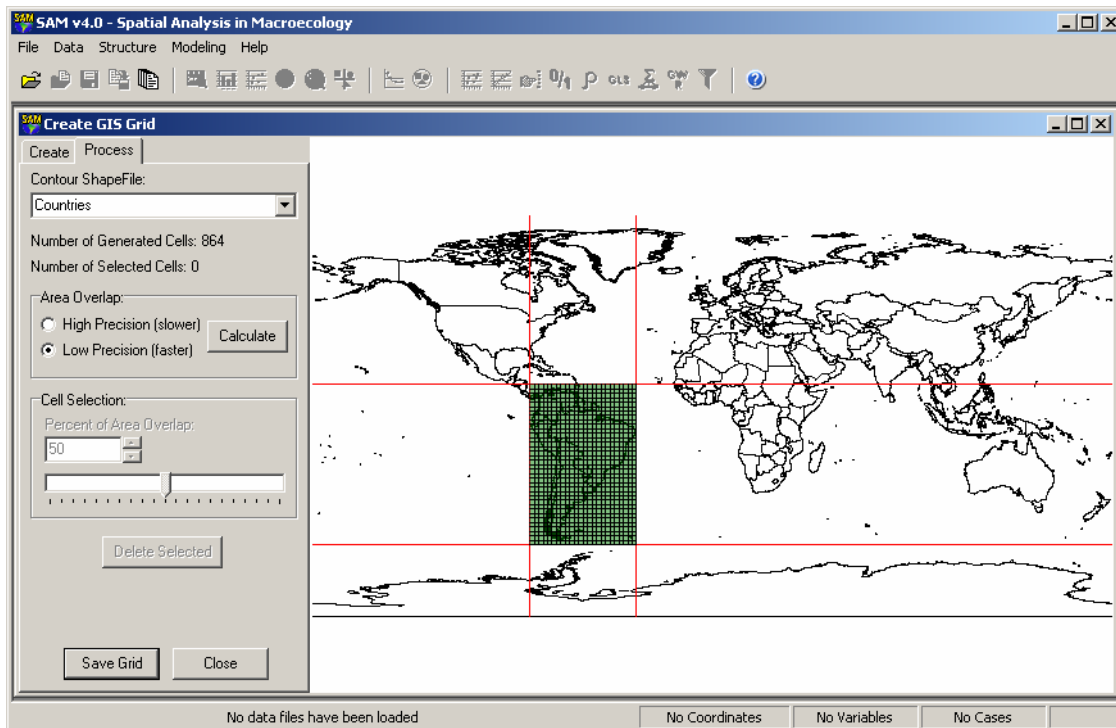 SAM v4.0 - Spatial Analysis in Macroecology
File Data Structure Modeling Help
SAM Create GIS Grid
Create Process
Contour ShapeFile:
Countries
Number of Generated Cells: 864
Number of Selected Cells: 0
Area Overlap:
High Precision (slower)
Low Precision (faster)
Calculate
Cell Selection:
Percent of Area Overlap:
50
Delete Selected
Save Grid Close
No data files have been loaded No Coordinates No Variables No Cases